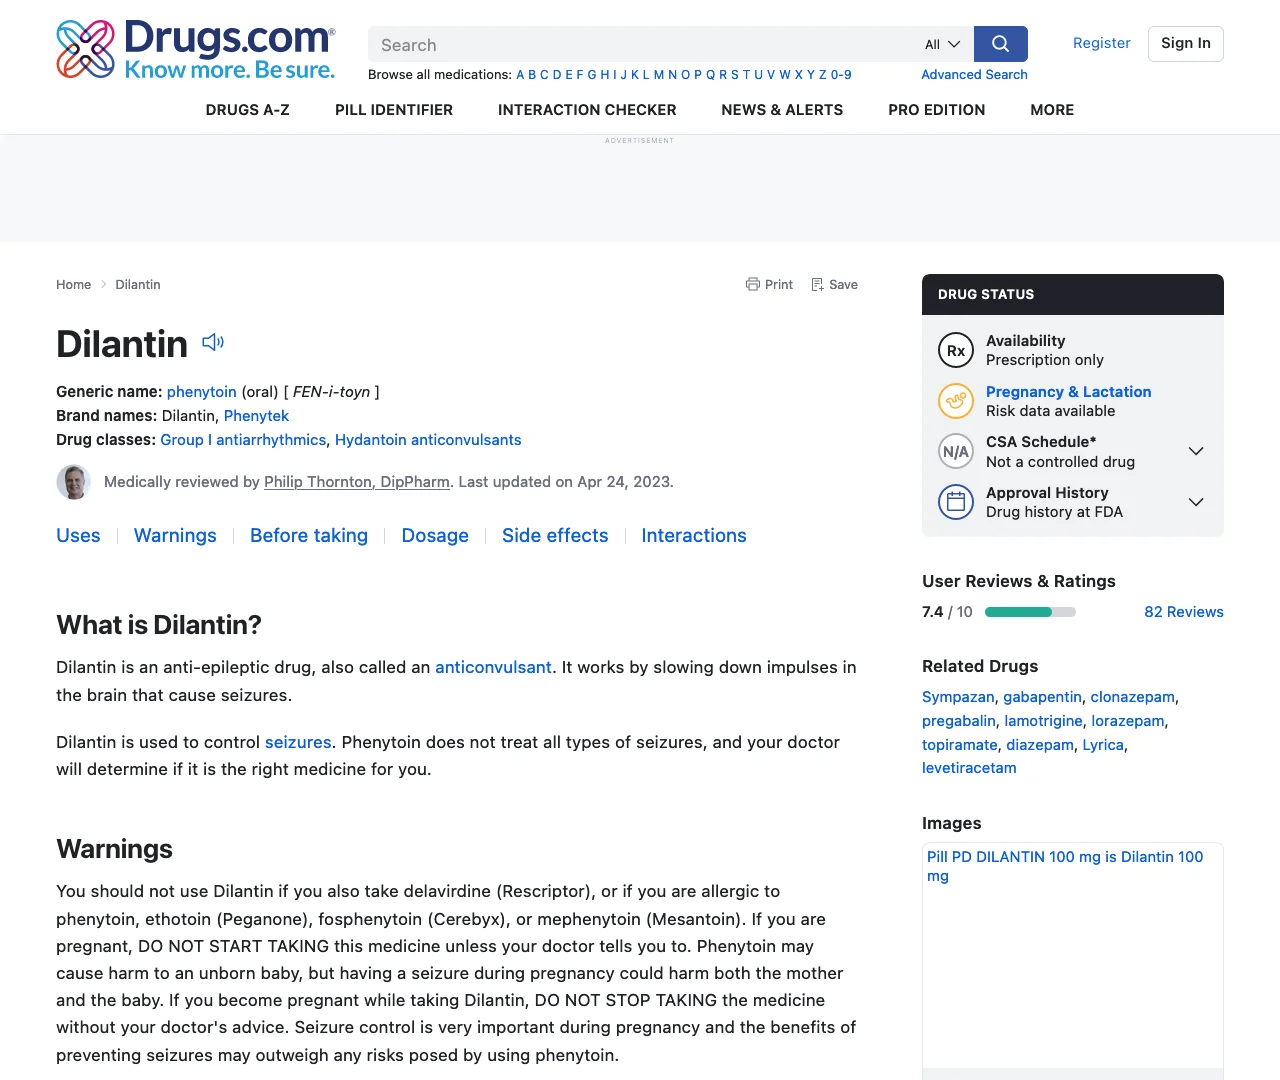 Drugs.com®
Know more. Be sure.
Search
All
Register
Sign In
Browse all medications: A B C D E F G H I J K L M N O P Q R S T U V W X Y Z 0-9
Advanced Search
DRUGS A-Z
PILL IDENTIFIER
INTERACTION CHECKER
NEWS & ALERTS
PRO EDITION
MORE
ADVERTISEMENT
Home
Dilantin
Print
Save
Dilantin
Generic name: phenytoin (oral) [ FEN-i-toyn ]
Brand names: Dilantin, Phenytek
Drug classes: Group I antiarrhythmics, Hydantoin anticonvulsants
Medically reviewed by Philip Thornton, DipPharm. Last updated on Apr 24, 2023.
Uses
Warnings
Before taking
Dosage
Side effects
Interactions
What is Dilantin?
Dilantin is an anti-epileptic drug, also called an anticonvulsant. It works by slowing down impulses in
the brain that cause seizures.
Dilantin is used to control seizures. Phenytoin does not treat all types of seizures, and your doctor
will determine if it is the right medicine for you.
Warnings
You should not use Dilantin if you also take delavirdine (Rescriptor), or if you are allergic to
phenytoin, ethotoin (Peganone), fosphenytoin (Cerebyx), or mephenytoin (Mesantoin). If you are
pregnant, DO NOT START TAKING this medicine unless your doctor tells you to. Phenytoin may
cause harm to an unborn baby, but having a seizure during pregnancy could harm both the mother
and the baby. If you become pregnant while taking Dilantin, DO NOT STOP TAKING the medicine
without your doctor's advice. Seizure control is very important during pregnancy and the benefits of
preventing seizures may outweigh any risks posed by using phenytoin.
DRUG STATUS
Rx
Availability
Prescription only
Pregnancy & Lactation
Risk data available
N/A
CSA Schedule*
Not a controlled drug
Approval History
Drug history at FDA
User Reviews & Ratings
7.4 / 10
82 Reviews
Related Drugs
Sympazan, gabapentin, clonazepam,
pregabalin, lamotrigine, lorazepam,
topiramate, diazepam, Lyrica,
levetiracetam
Images
Pill PD DILANTIN 100 mg is Dilantin 100
mg